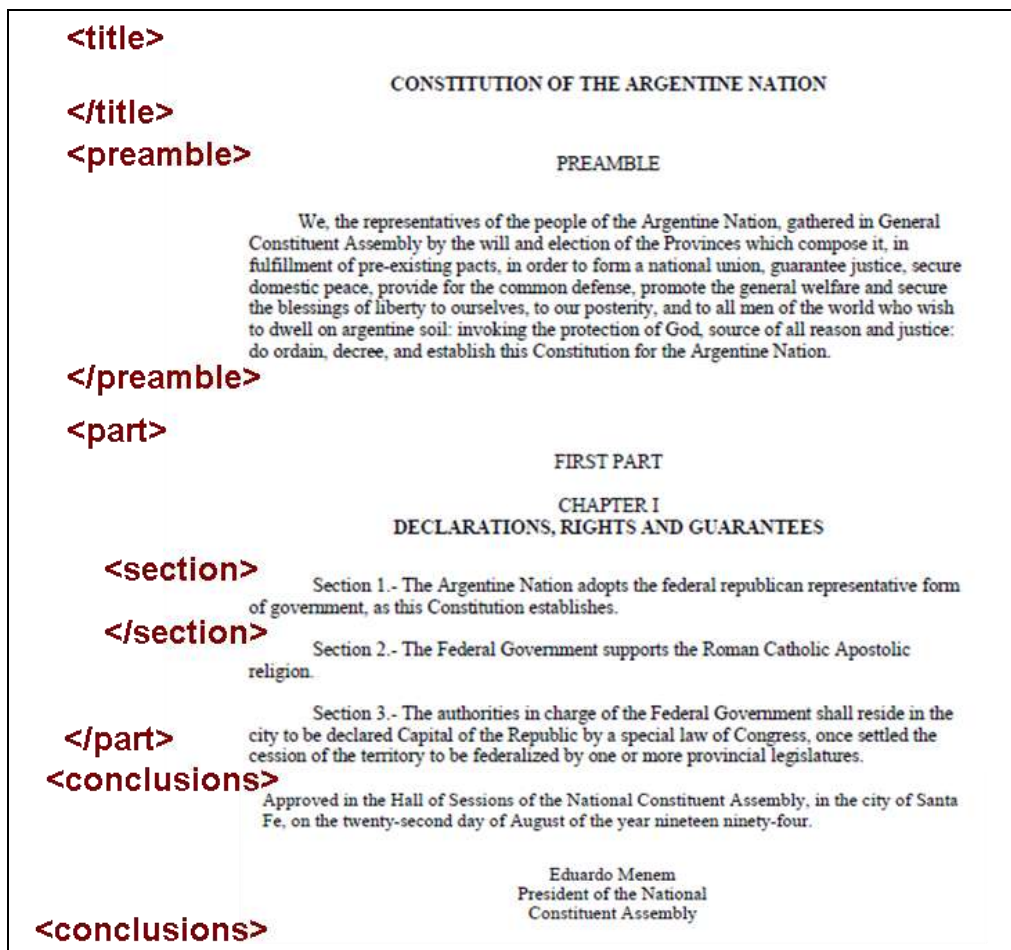 <title>
CONSTITUTION OF THE ARGENTINE NATION
</title>
<preamble>
PREAMBLE
We, the representatives of the people of the Argentine Nation, gathered in General
Constituent Assembly by the will and election of the Provinces which compose it, in
fulfillment of pre-existing pacts, in order to form a national union, guarantee justice, secure
domestic peace, provide for the common defense, promote the general welfare and secure
the blessings of liberty to ourselves, to our posterity, and to all men of the world who wish
to dwell on argentine soil: invoking the protection of God, source of all reason and justice:
do ordain, decree, and establish this Constitution for the Argentine Nation.
</preamble>
<part>
FIRST PART
CHAPTER I
DECLARATIONS, RIGHTS AND GUARANTEES
<section>
Section 1.- The Argentine Nation adopts the federal republican representative form
of government, as this Constitution establishes.
</section>
Section 2.- The Federal Government supports the Roman Catholic Apostolic
religion.
Section 3.- The authorities in charge of the Federal Government shall reside in the
city to be declared Capital of the Republic by a special law of Congress, once settled the
cession of the territory to be federalized by one or more provincial legislatures.
</part>
<conclusions>
Approved in the Hall of Sessions of the National Constituent Assembly, in the city of Santa
Fe, on the twenty-second day of August of the year nineteen ninety-four.
Eduardo Menem
President of the National
Constituent Assembly
<conclusions>